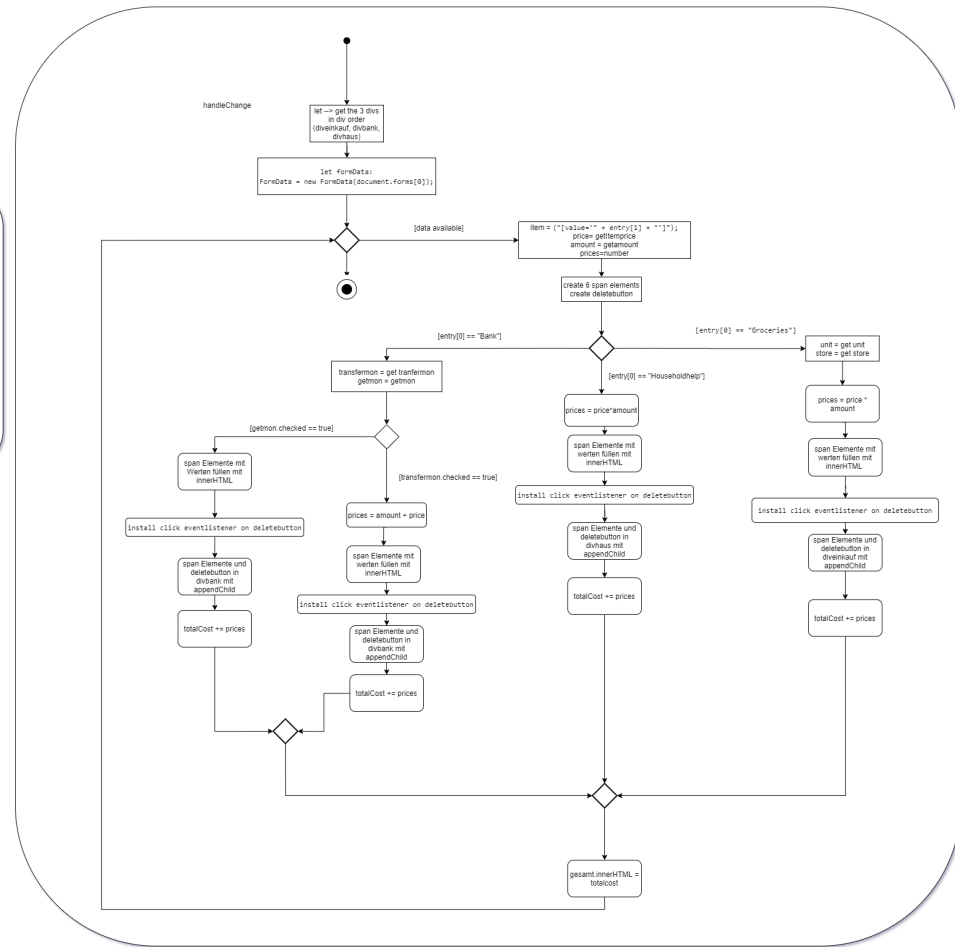 handleChange
let --> get the 3 divs
in div order
(diveinkauf, divbank,
divhaus)
let formData:
FormData = new FormData(document.forms[0]);
[data available]
item = ("[value='" + entry[1] + "']");
price= getItemprice
amount = getamount
prices=number
create 6 span elements
create deletebutton
[entry[0] == "Bank"]
[entry[0] == "Groceries"]
[entry[0] == "Householdhelp"]
unit = get unit
store = get store
transfermon = get tranfermon
getmon = getmon
prices = price *
amount
prices = price*amount
[getmon.checked == true]
span Elemente mit
Werten füllen mit
innerHTML
[transfermon.checked == true]
span Elemente mit
werten füllen mit
innerHTML
span Elemente mit
werten füllen mit
innerHTML
install click eventlistener on deletebutton
install click eventlistener on deletebutton
install click eventlistener on deletebutton
prices = amount + price
span Elemente und
deletebutton in
divhaus mit
appendChild
span Elemente und
deletebutton in
diveinkauf mit
appendChild
span Elemente und
deletebutton in
divbank mit
appendChild
span Elemente mit
werten füllen mit
innerHTML
install click eventlistener on deletebutton
totalCost += prices
totalCost += prices
totalCost += prices
span Elemente und
deletebutton in
divbank mit
appendChild
totalCost += prices
gesamt.innerHTML =
totalcost